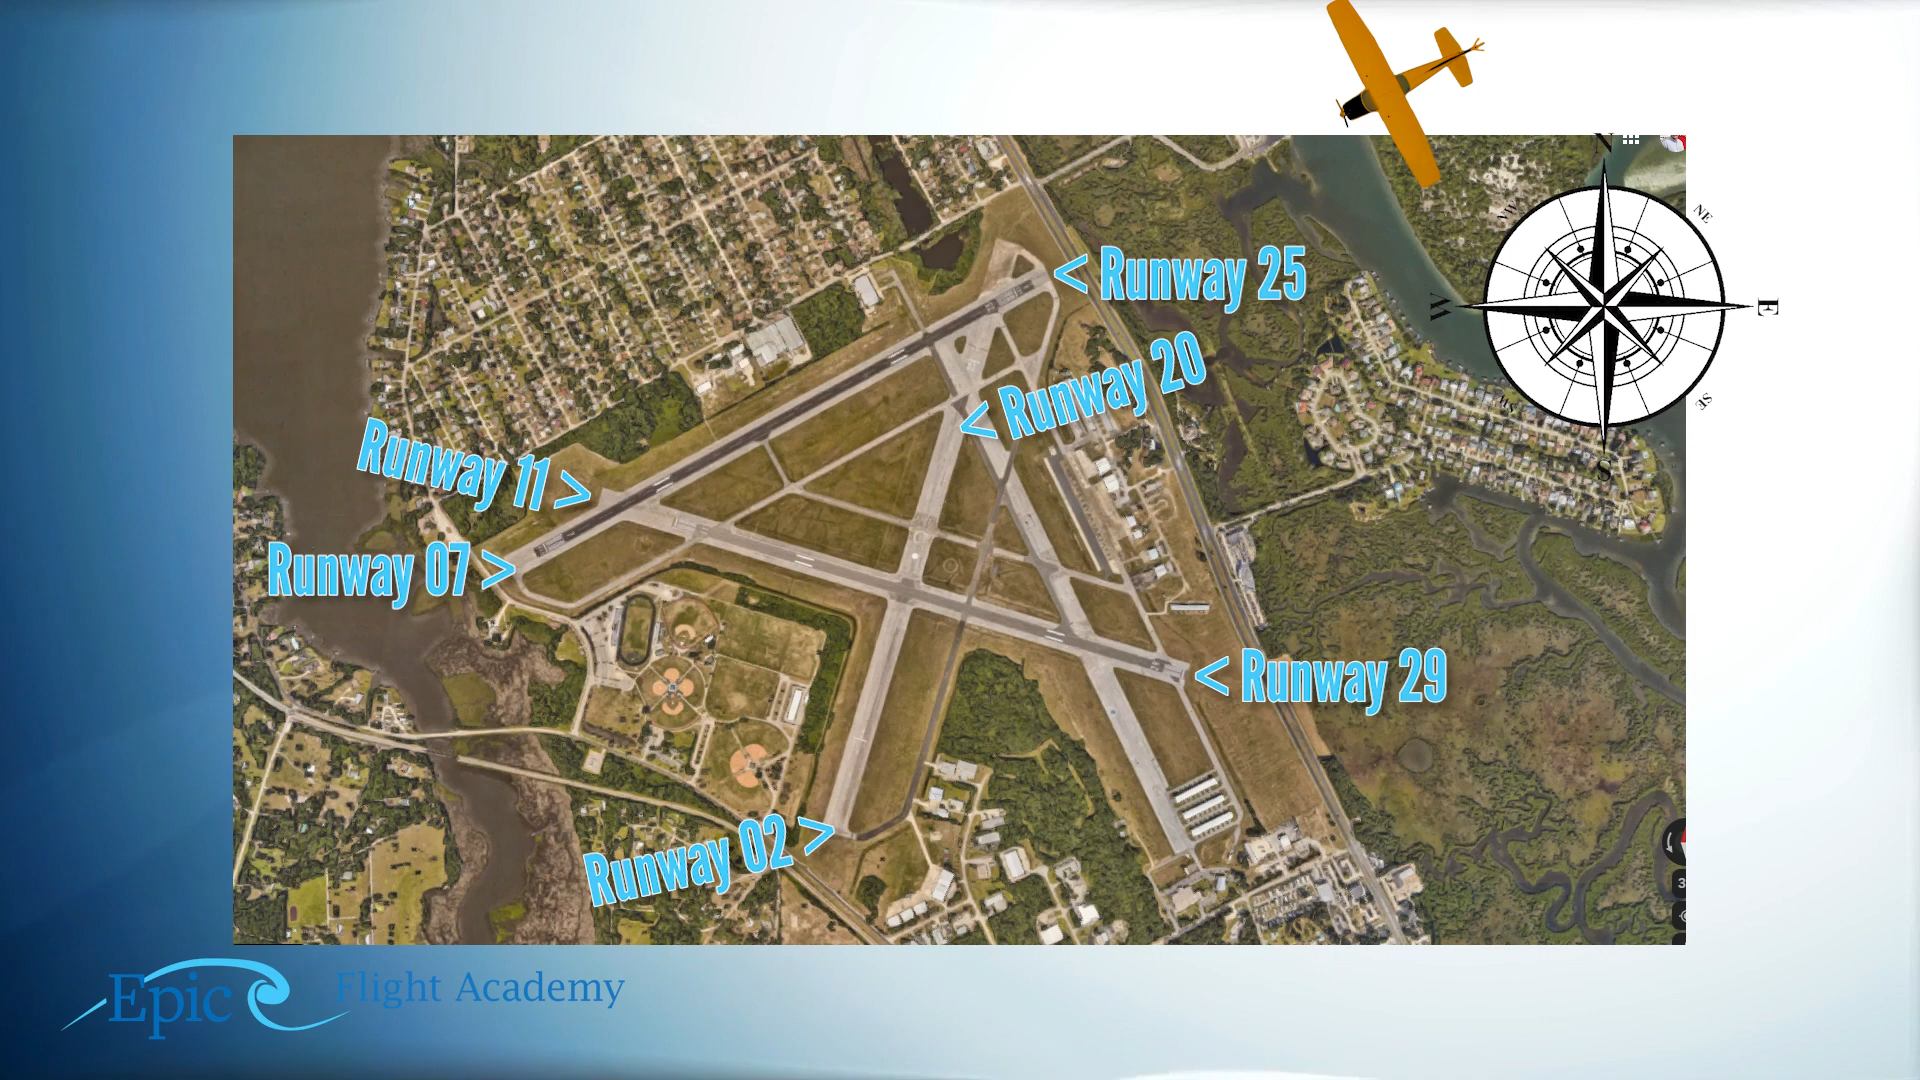 N
NW
NE
W
E
SW
SE
S
< Runway 25
< Runway 20
Runway 11 >
Runway 07 >
< Runway 29
Runway 02 >
3
Epic Flight Academy